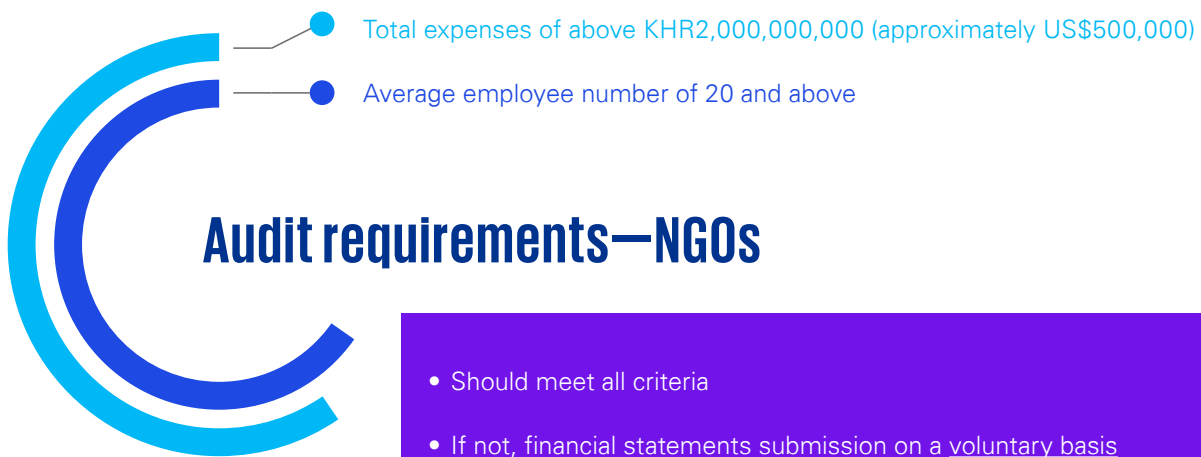 Total expenses of above KHR2,000,000,000 (approximately US$500,000)
Average employee number of 20 and above
Audit requirements—NGOs
• Should meet all criteria
• If not, financial statements submission on a voluntary basis